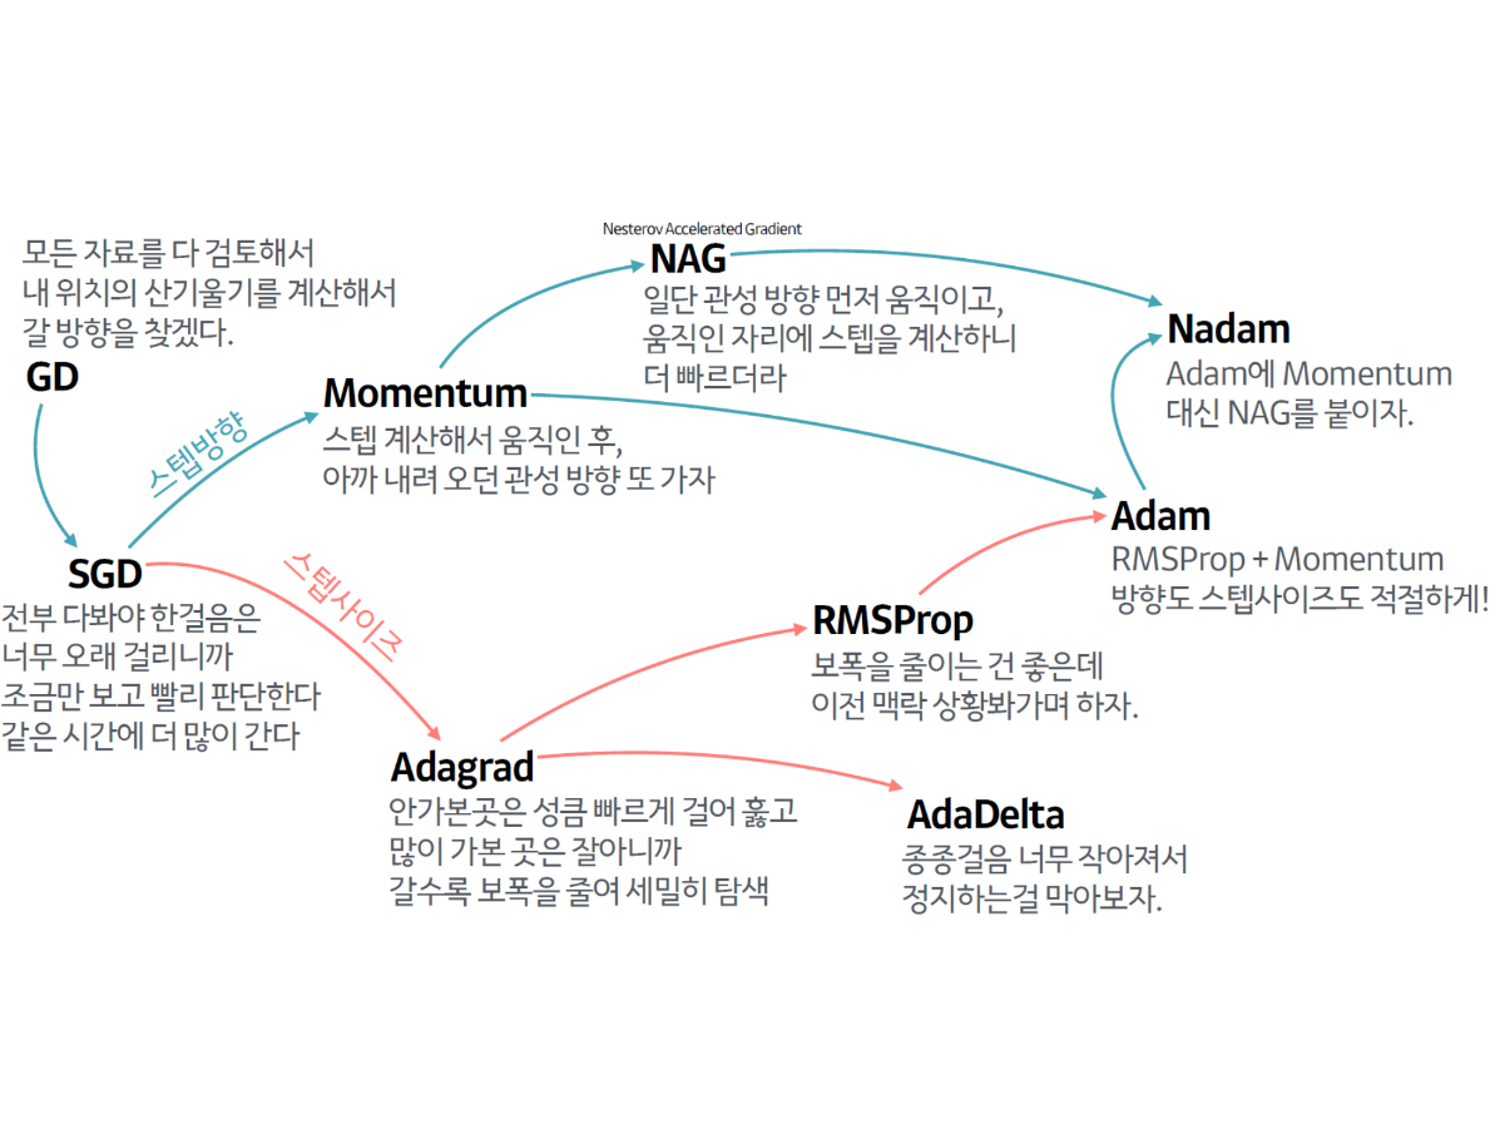 모든 자료를 다 검토해서
내 위치의 산기울기를 계산해서
갈 방향을 찾겠다.
GD
스텝방향
Momentum
스텝 계산해서 움직인 후,
아까 내려 오던 관성 방향 또 가자
Nesterov Accelerated Gradient
NAG
일단 관성 방향 먼저 움직이고,
움직인 자리에 스텝을 계산하니
더 빠르더라
Nadam
Adam에 Momentum
대신 NAG를 붙이자.
Adam
RMSProp + Momentum
방향도 스텝사이즈도 적절하게!
SGD
전부 다봐야 한걸음은
너무 오래 걸리니까
조금만 보고 빨리 판단한다
같은 시간에 더 많이 간다
스텝사이즈
RMSProp
보폭을 줄이는 건 좋은데
이전 맥락 상황봐가며 하자.
Adagrad
안가본곳은 성큼 빠르게 걸어 훓고
많이 가본 곳은 잘아니까
갈수록 보폭을 줄여 세밀히 탐색
AdaDelta
종종걸음 너무 작아져서
정지하는걸 막아보자.